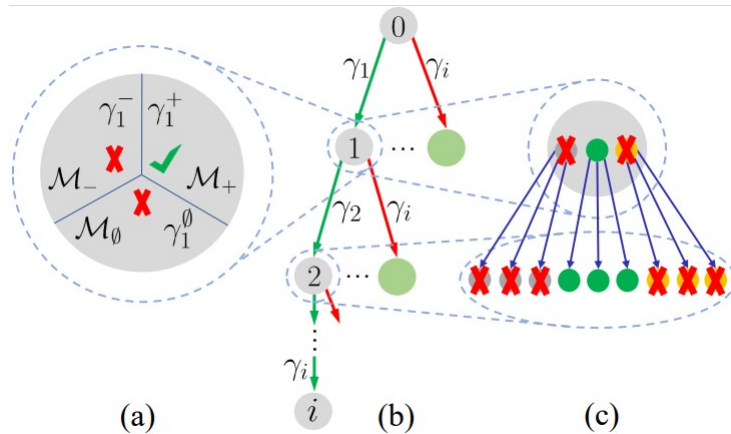 0
γ₁ γᵢ
γ₁⁻ γ₁⁺
1 ...
ℳ₋ ℳ₊
ℳ∅ γ₁^∅
γ₂ γᵢ
2 ...
⋮
γᵢ
i
(a) (b) (c)